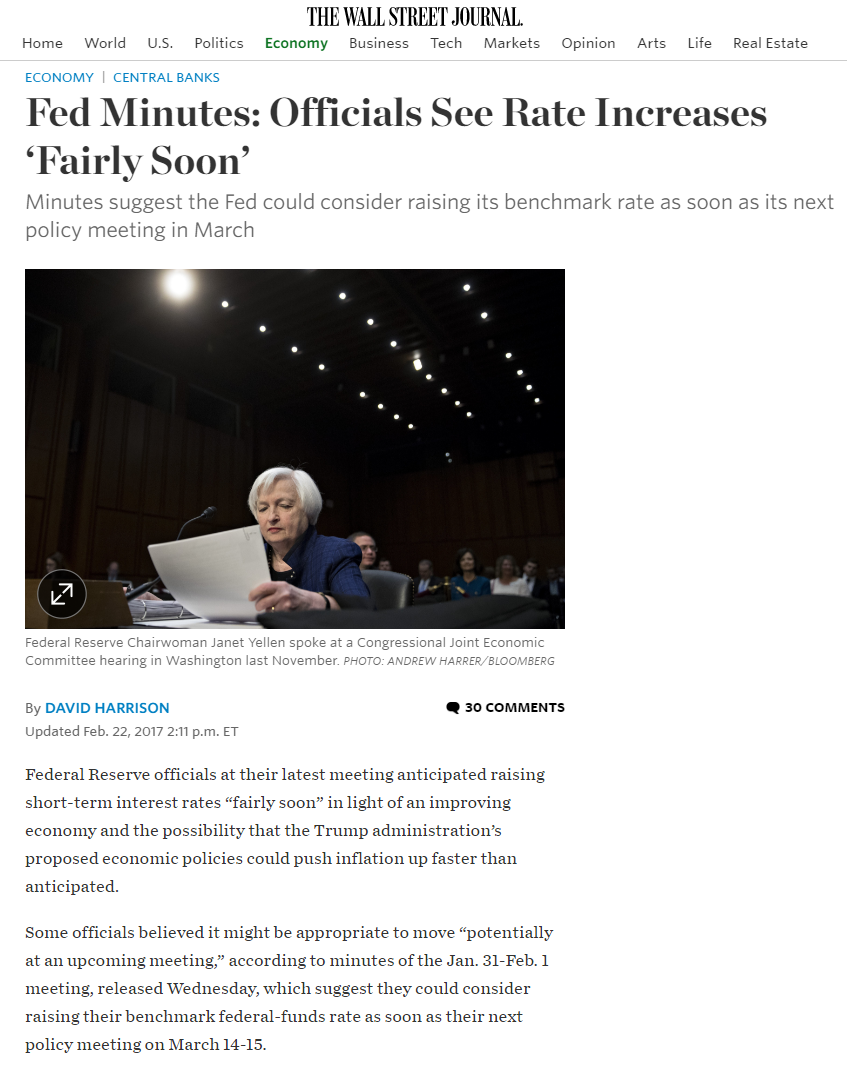 THE WALL STREET JOURNAL.
Home World U.S. Politics Economy Business Tech Markets Opinion Arts Life Real Estate
ECONOMY | CENTRAL BANKS
Fed Minutes: Officials See Rate Increases
‘Fairly Soon’
Minutes suggest the Fed could consider raising its benchmark rate as soon as its next
policy meeting in March
Federal Reserve Chairwoman Janet Yellen spoke at a Congressional Joint Economic
Committee hearing in Washington last November. PHOTO: ANDREW HARRER/BLOOMBERG
By DAVID HARRISON
30 COMMENTS
Updated Feb. 22, 2017 2:11 p.m. ET
Federal Reserve officials at their latest meeting anticipated raising
short-term interest rates “fairly soon” in light of an improving
economy and the possibility that the Trump administration’s
proposed economic policies could push inflation up faster than
anticipated.
Some officials believed it might be appropriate to move “potentially
at an upcoming meeting,” according to minutes of the Jan. 31-Feb. 1
meeting, released Wednesday, which suggest they could consider
raising their benchmark federal-funds rate as soon as their next
policy meeting on March 14-15.